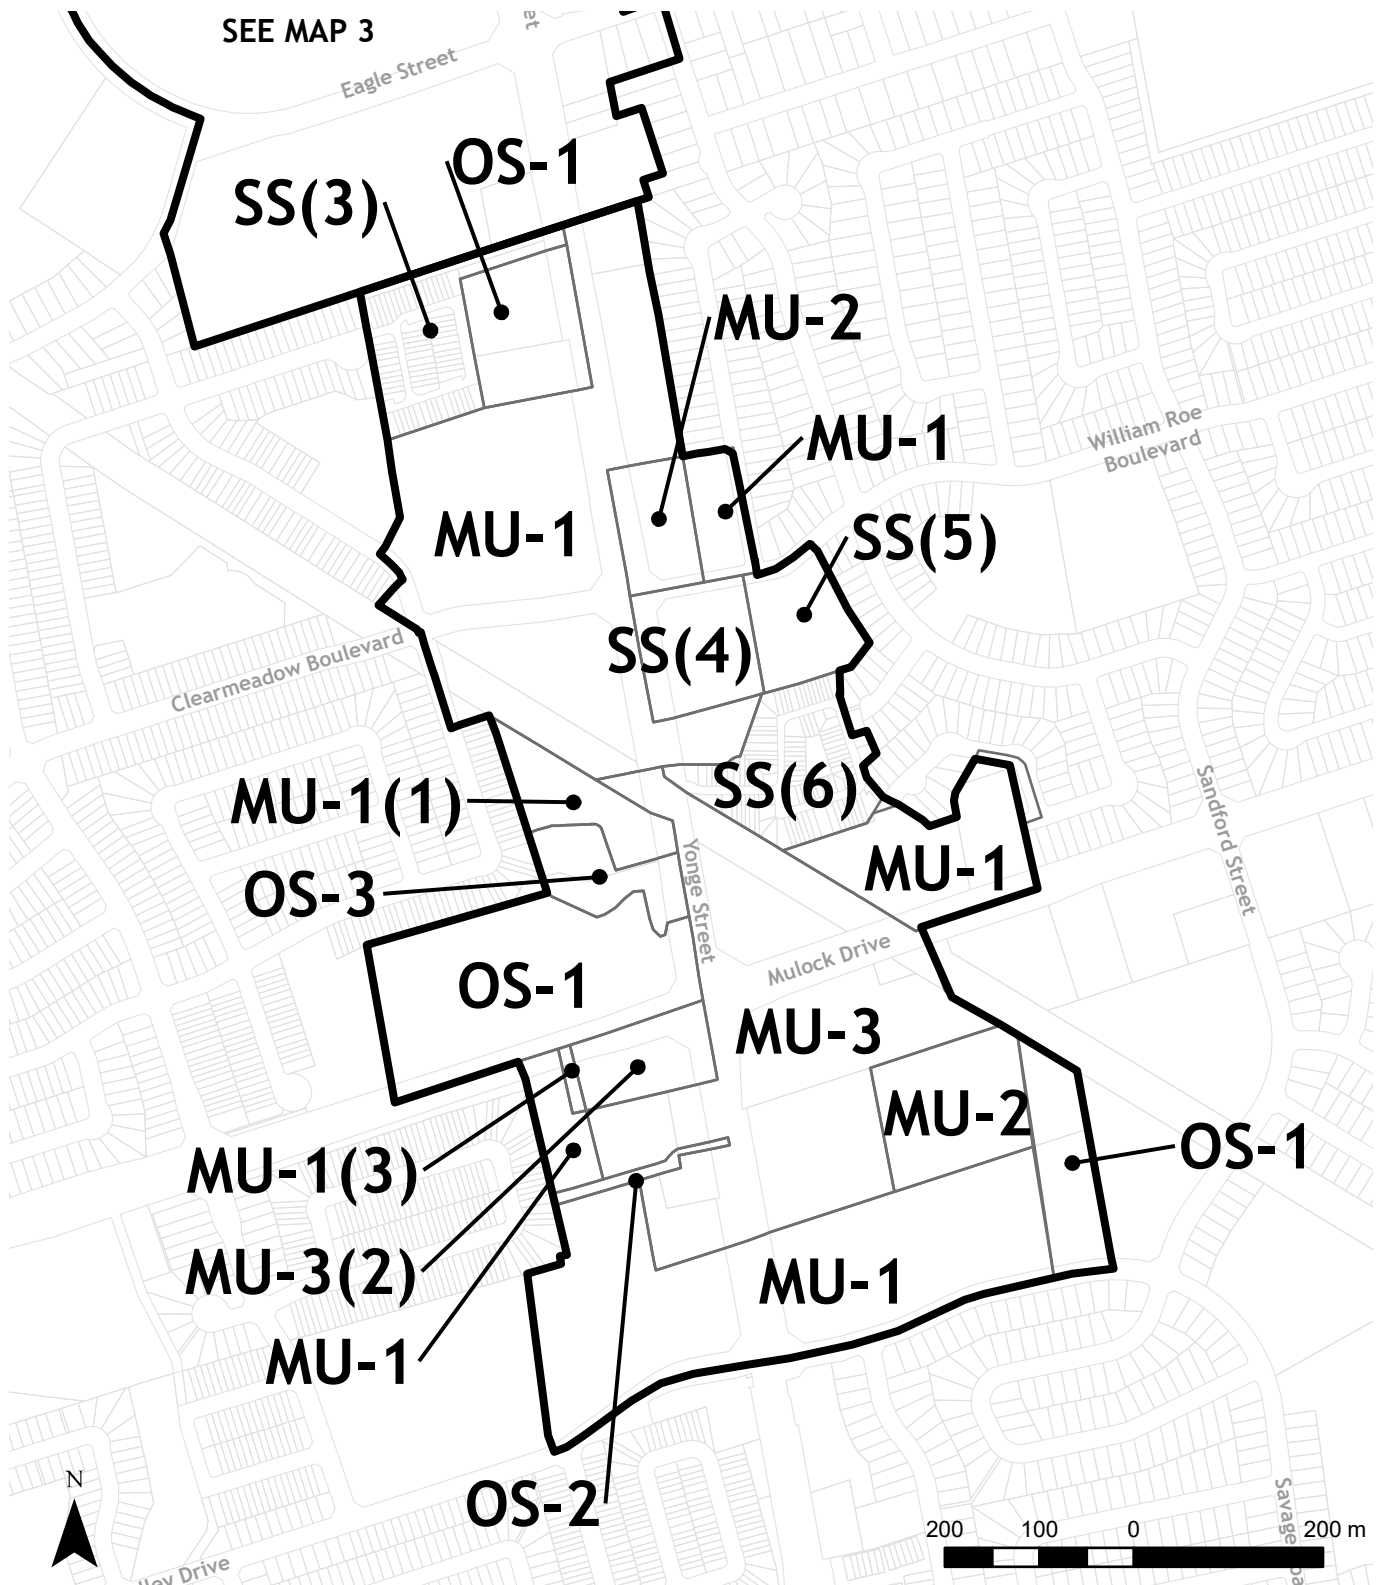 SEE MAP 3
Eagle Street
OS-1
SS(3)
MU-2
MU-1
William Roe
Boulevard
MU-1
SS(5)
SS(4)
Clearmeadow Boulevard
MU-1(1)
SS(6)
Sandford Street
MU-1
OS-3
Yonge Street
Mulock Drive
OS-1
MU-3
MU-2
OS-1
MU-1(3)
MU-3(2)
MU-1
MU-1
OS-2
N
200 100 0 200 m
Savage
Drive